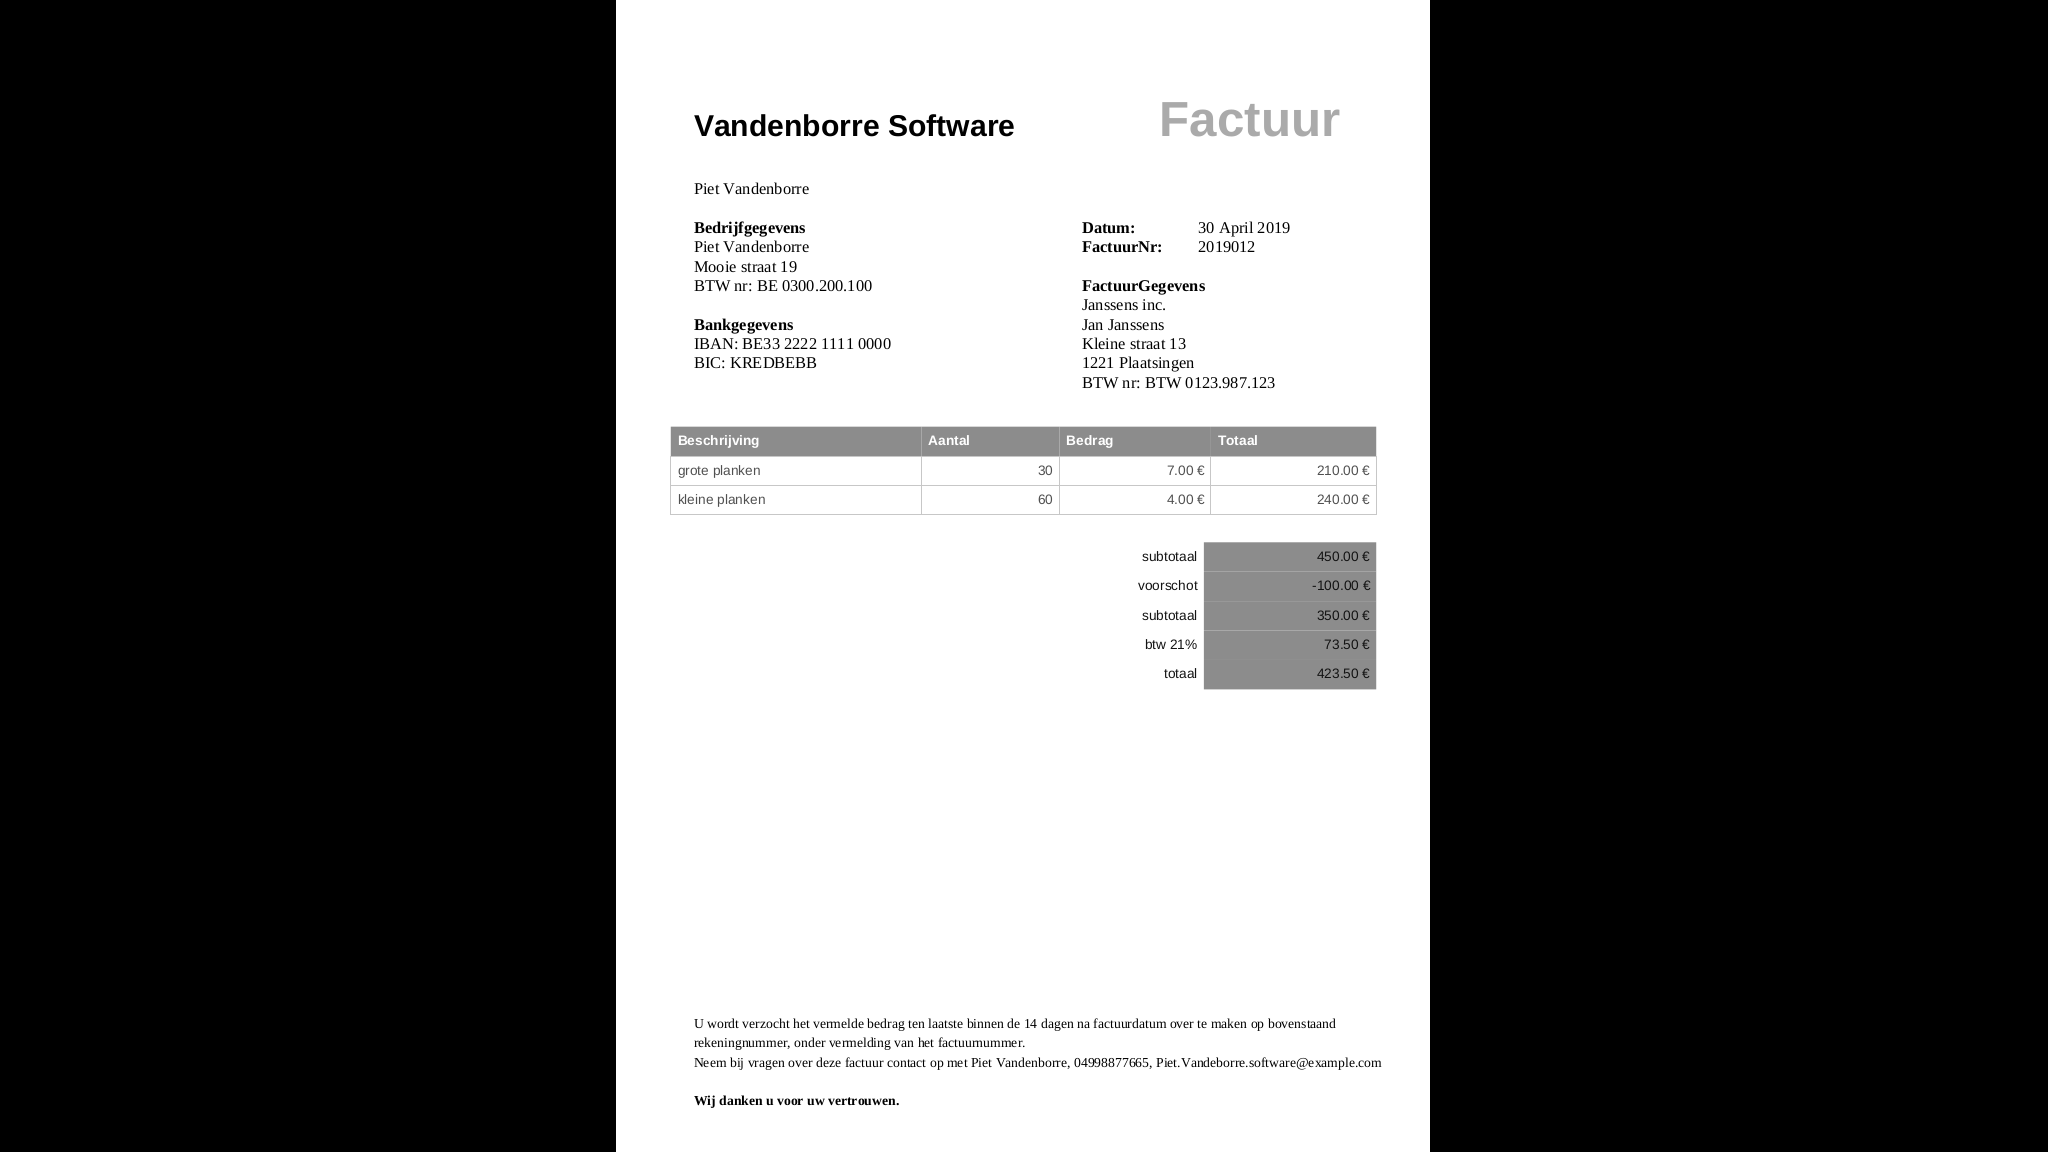 Vandenborre Software
Factuur
Piet Vandenborre
Bedrijfgegevens
Piet Vandenborre
Mooie straat 19
BTW nr: BE 0300.200.100
Bankgegevens
IBAN: BE33 2222 1111 0000
BIC: KREDBEBB
Datum: 30 April 2019
FactuurNr: 2019012
FactuurGegevens
Janssens inc.
Jan Janssens
Kleine straat 13
1221 Plaatsingen
BTW nr: BTW 0123.987.123
Beschrijving Aantal Bedrag Totaal
grote planken 30 7.00 € 210.00 €
kleine planken 60 4.00 € 240.00 €
subtotaal 450.00 €
voorschot -100.00 €
subtotaal 350.00 €
btw 21% 73.50 €
totaal 423.50 €
U wordt verzocht het vermelde bedrag ten laatste binnen de 14 dagen na factuurdatum over te maken op bovenstaand
rekeningnummer, onder vermelding van het factuurnummer.
Neem bij vragen over deze factuur contact op met Piet Vandenborre, 04998877665, Piet.Vandeborre.software@example.com
Wij danken u voor uw vertrouwen.